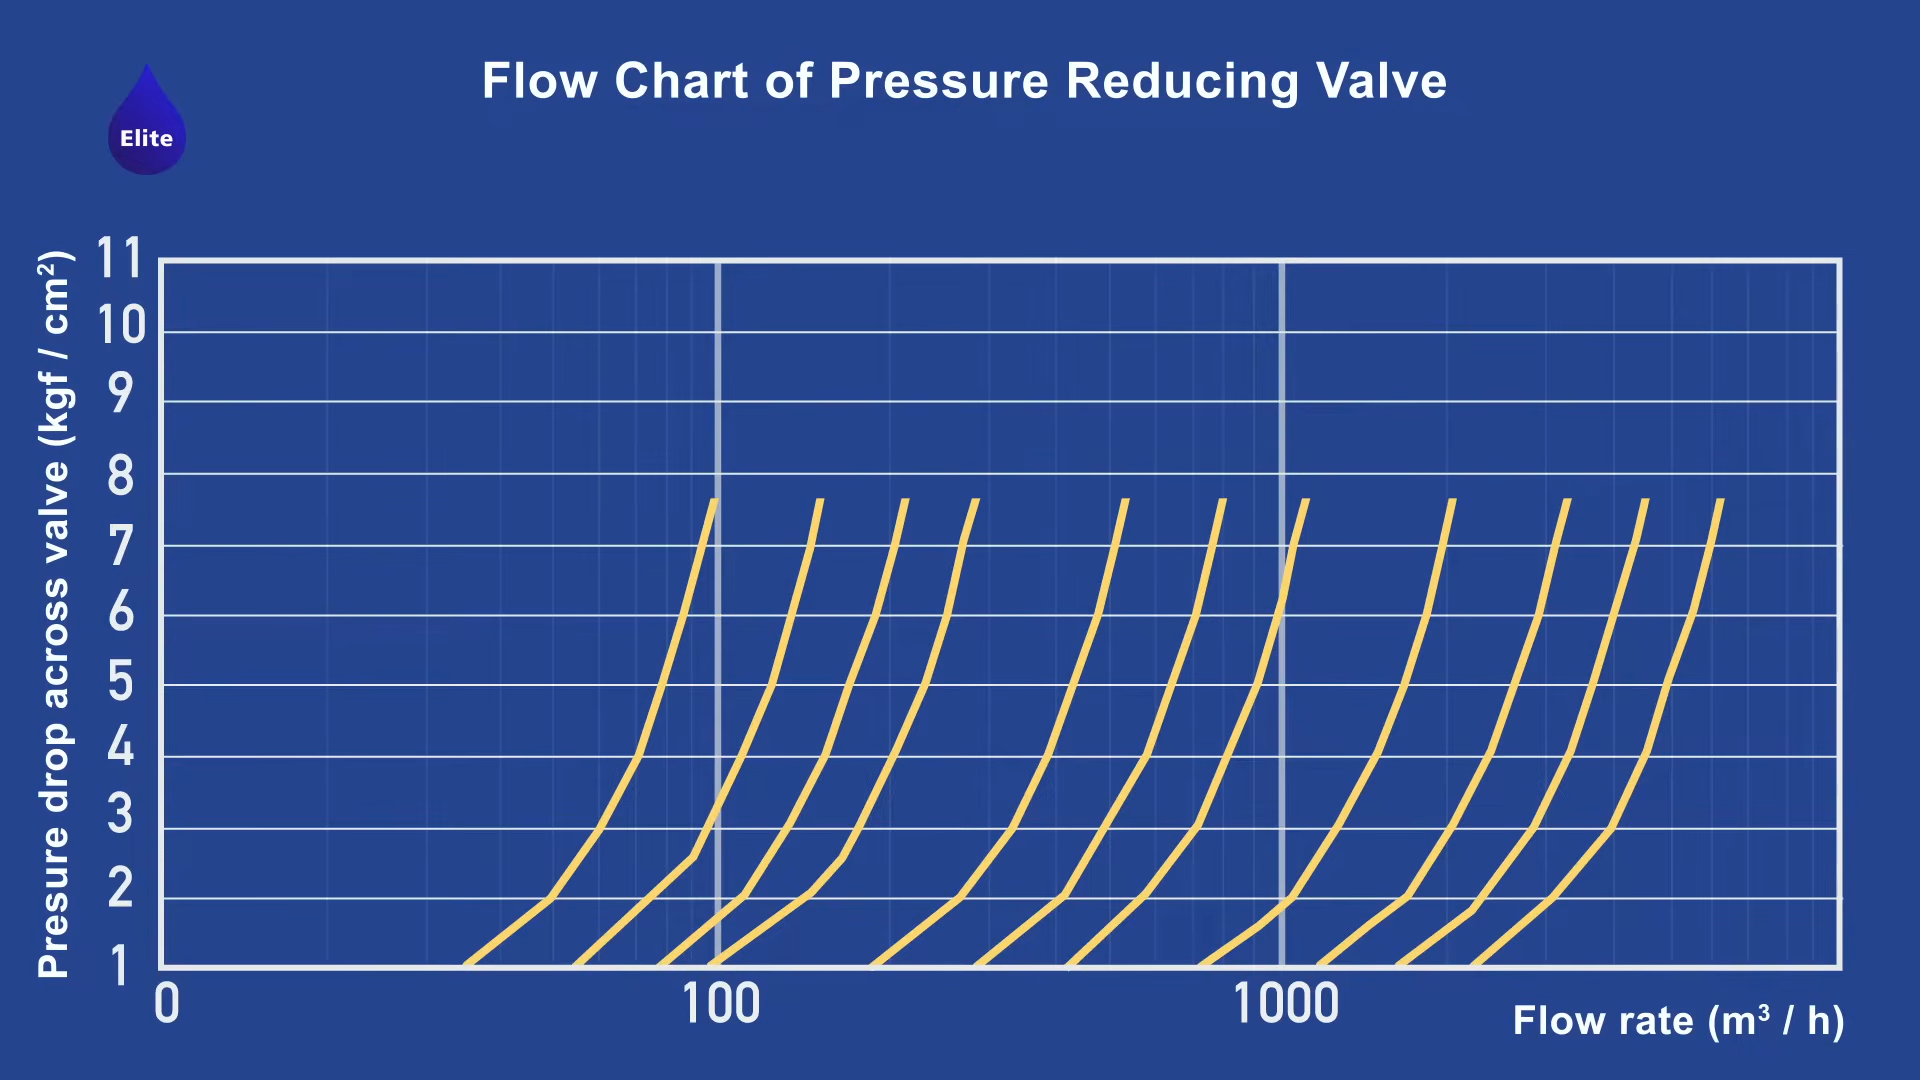 Flow Chart of Pressure Reducing Valve
Elite
Pressure drop across valve (kgf / cm²)
11
10
9
8
7
6
5
4
3
2
1
0 100 1000
Flow rate (m³ / h)